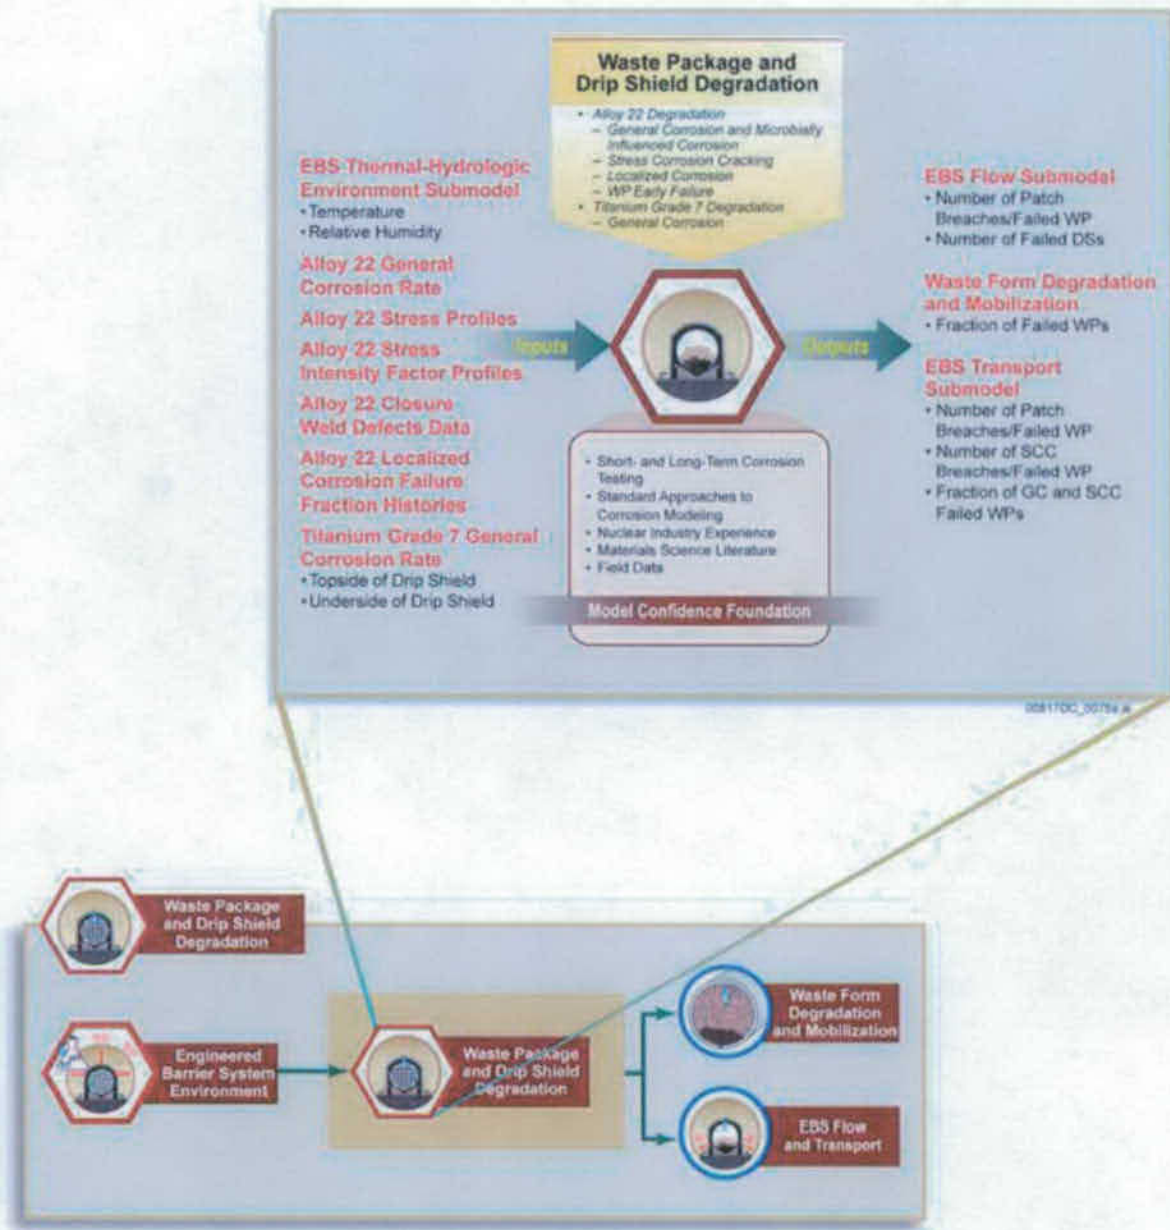 Waste Package and
Drip Shield Degradation
• Alloy 22 Degradation
– General Corrosion and Microbially
Influenced Corrosion
– Stress Corrosion Cracking
– Localized Corrosion
– WP Early Failure
• Titanium Grade 7 Degradation
– General Corrosion
EBS Thermal-Hydrologic
Environment Submodel
• Temperature
• Relative Humidity
Alloy 22 General
Corrosion Rate
Alloy 22 Stress Profiles
Alloy 22 Stress
Intensity Factor Profiles
Alloy 22 Closure
Weld Defects Data
Alloy 22 Localized
Corrosion Failure
Fraction Histories
Titanium Grade 7 General
Corrosion Rate
• Topside of Drip Shield
• Underside of Drip Shield
Inputs
Outputs
• Short- and Long-Term Corrosion
Testing
• Standard Approaches to
Corrosion Modeling
• Nuclear Industry Experience
• Materials Science Literature
• Field Data
Model Confidence Foundation
EBS Flow Submodel
• Number of Patch
Breaches/Failed WP
• Number of Failed DSs
Waste Form Degradation
and Mobilization
• Fraction of Failed WPs
EBS Transport
Submodel
• Number of Patch
Breaches/Failed WP
• Number of SCC
Breaches/Failed WP
• Fraction of GC and SCC
Failed WPs
Waste Package
and Drip Shield
Degradation
Engineered
Barrier System
Environment
Waste Package
and Drip Shield
Degradation
Waste Form
Degradation
and Mobilization
EBS Flow
and Transport